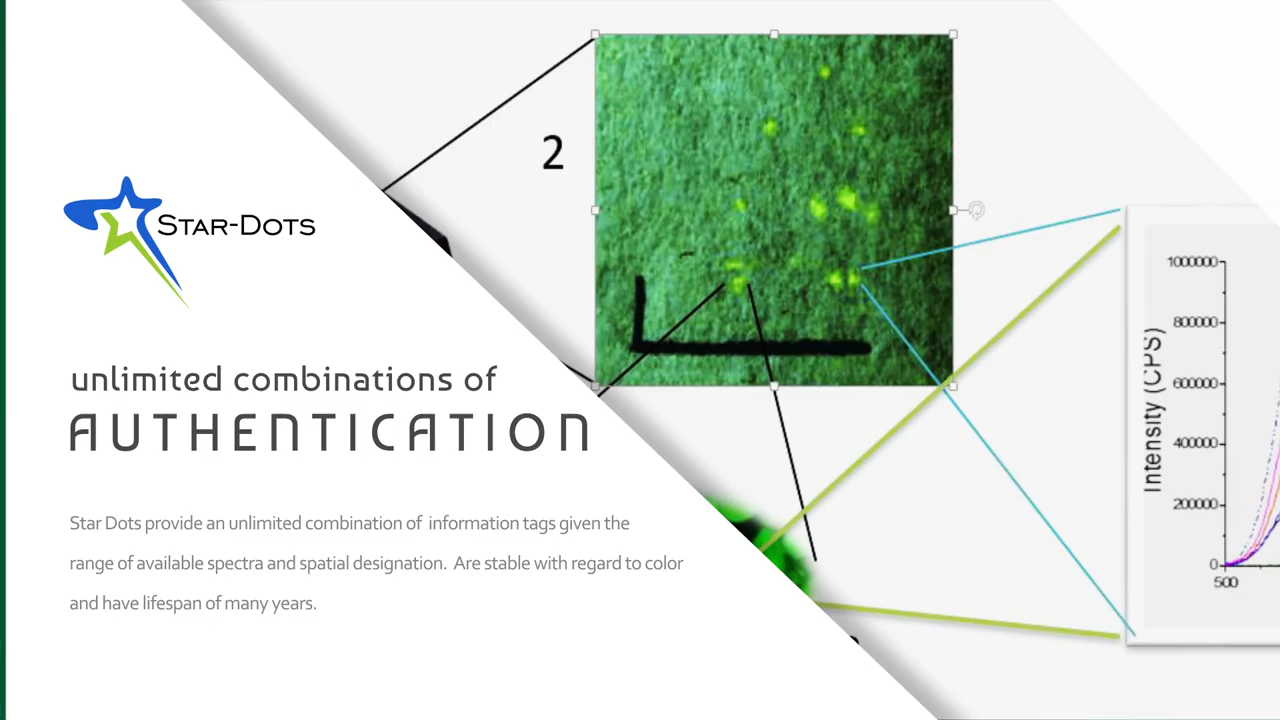 STAR-DOTS
unlimited combinations of
AUTHENTICATION
Star Dots provide an unlimited combination of information tags given the
range of available spectra and spatial designation. Are stable with regard to color
and have lifespan of many years.
2
Intensity (CPS)
1000000
800000
600000
400000
200000
0
500